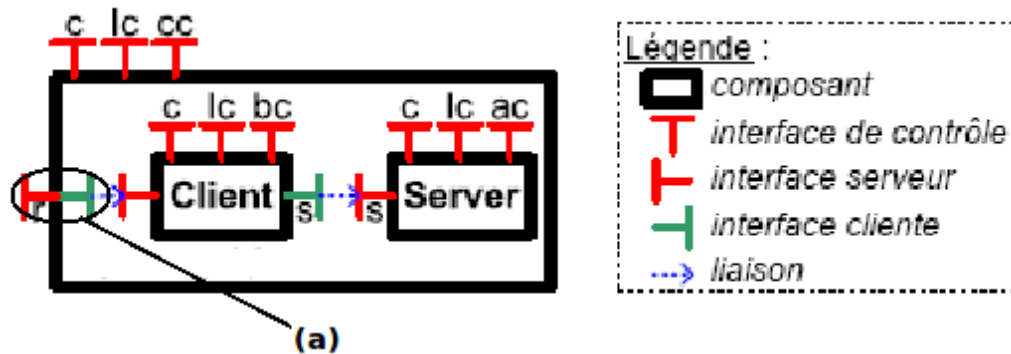 c lc cc
Légende :
composant
c lc bc
c lc ac
interface de contrôle
r
Client
s
s
Server
interface serveur
interface cliente
liaison
(a)